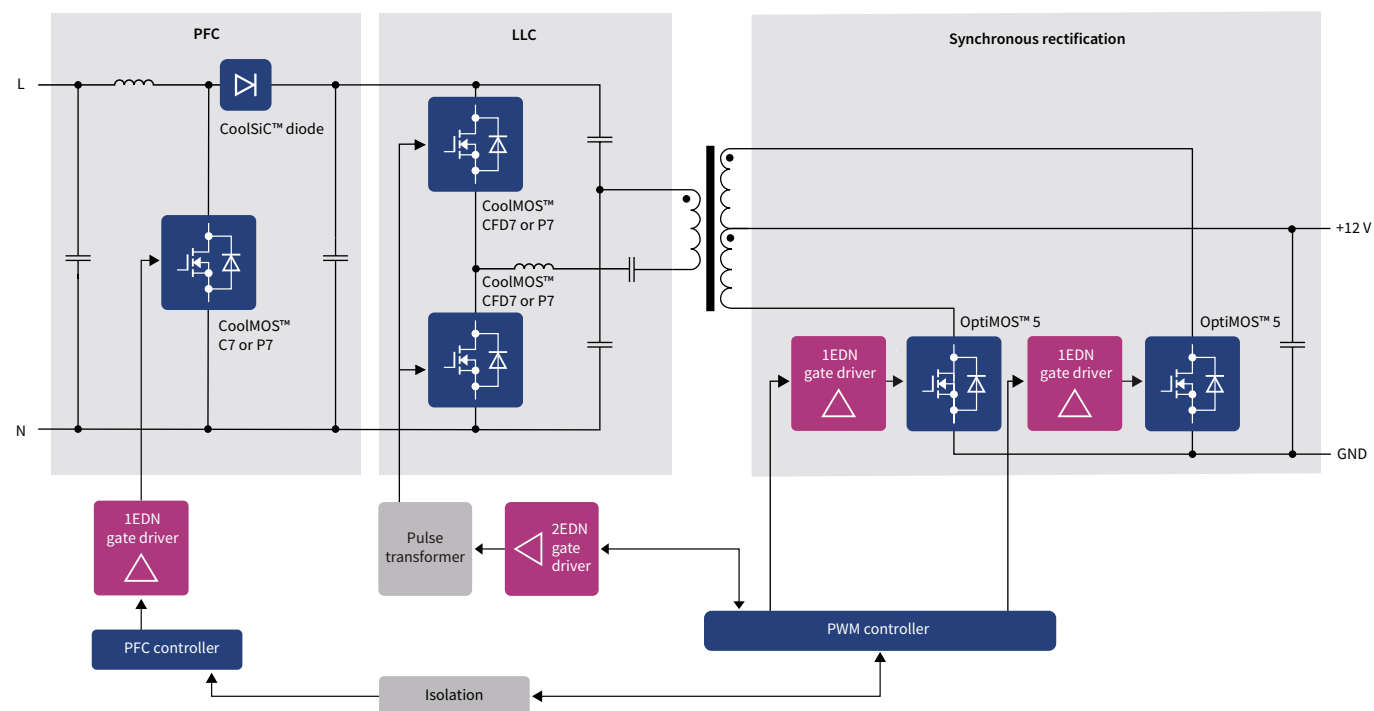 PFC
LLC
Synchronous rectification
L
CoolSiC™ diode
CoolMOS™
CFD7 or P7
+12 V
CoolMOS™
CFD7 or P7
CoolMOS™
C7 or P7
OptiMOS™ 5
OptiMOS™ 5
1EDN
gate driver
1EDN
gate driver
N
GND
1EDN
gate driver
Pulse
transformer
2EDN
gate
driver
PWM controller
PFC controller
Isolation